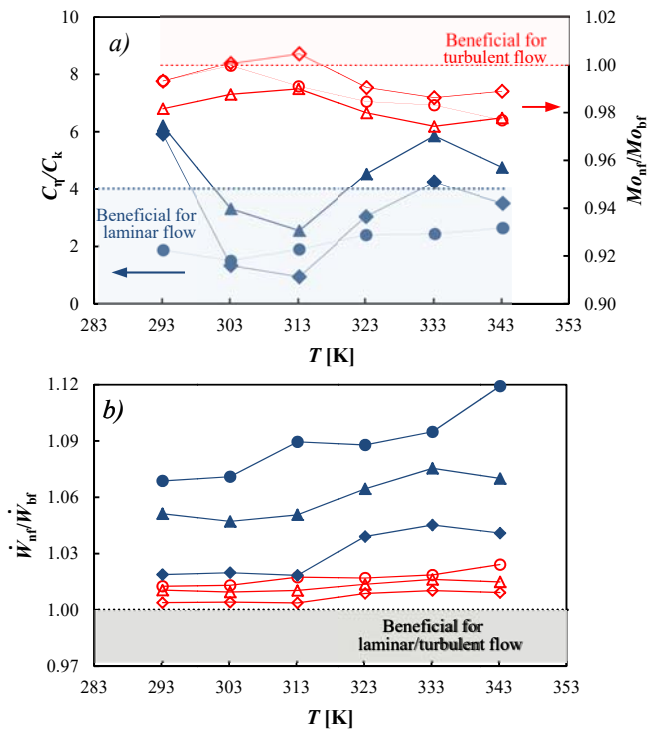 a)
10
8
6
4
2
0
Cη/Ck
1.02
1.00
0.98
0.96
0.94
0.92
0.90
Monf/Mobf
Beneficial for
turbulent flow
Beneficial for
laminar flow
283 293 303 313 323 333 343 353
T [K]
b)
1.12
1.09
1.06
1.03
1.00
0.97
Ẇnf/Ẇbf
Beneficial for
laminar/turbulent flow
283 293 303 313 323 333 343 353
T [K]